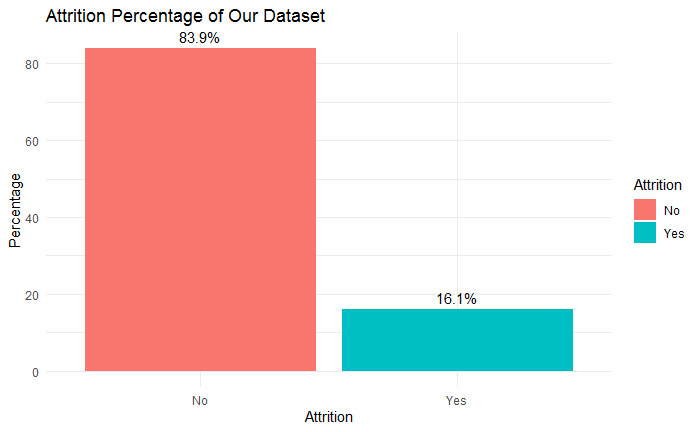 Attrition Percentage of Our Dataset
83.9%
80
60
40
20
0
Percentage
16.1%
No
Yes
Attrition
Attrition
No
Yes